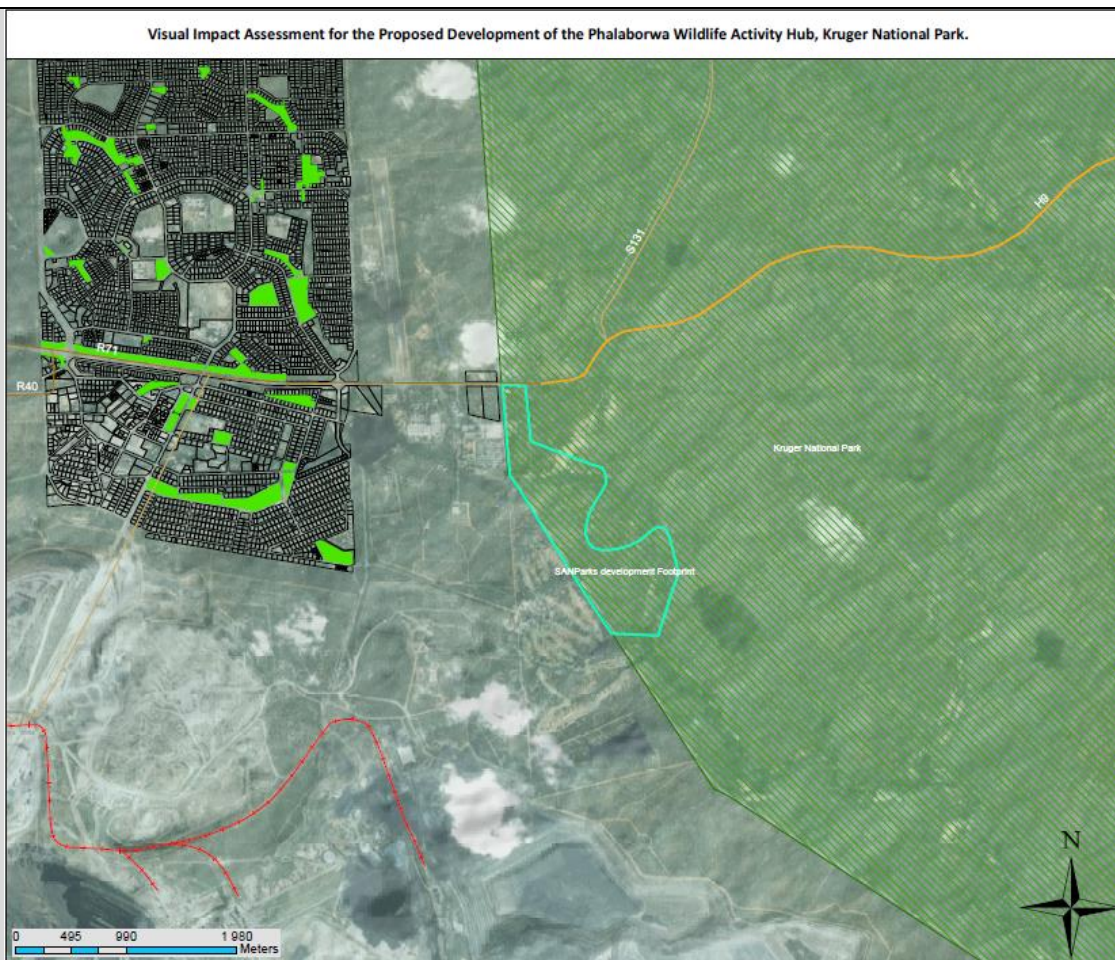 Visual Impact Assessment for the Proposed Development of the Phalaborwa Wildlife Activity Hub, Kruger National Park.
S131
H9
R71
R40
Kruger National Park
SANParks development Footprint
N
0 495 990 1 980
Meters